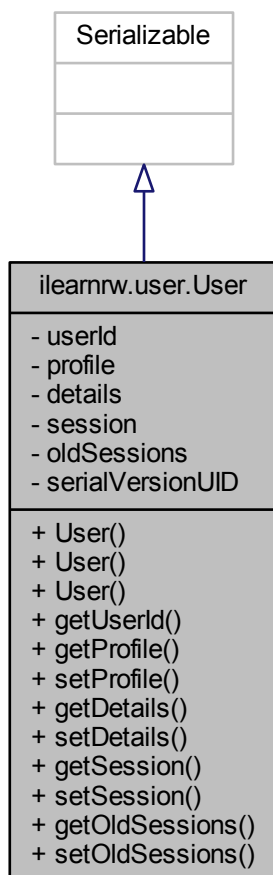 Serializable
ilearnrw.user.User
- userId
- profile
- details
- session
- oldSessions
- serialVersionUID
+ User()
+ User()
+ User()
+ getUserId()
+ getProfile()
+ setProfile()
+ getDetails()
+ setDetails()
+ getSession()
+ setSession()
+ getOldSessions()
+ setOldSessions()